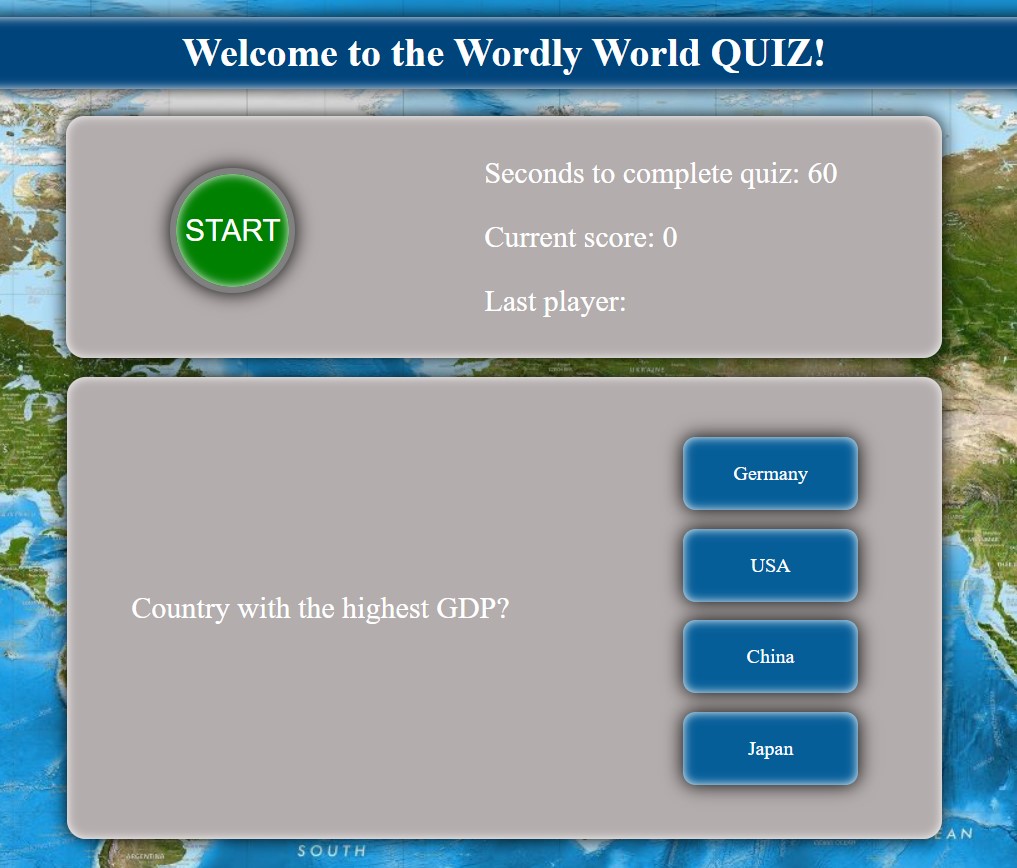 Welcome to the Wordly World QUIZ!
START
Seconds to complete quiz: 60
Current score: 0
Last player:
UKRAINE
Country with the highest GDP?
Germany
USA
China
Japan
ARGENTINA
SOUTH